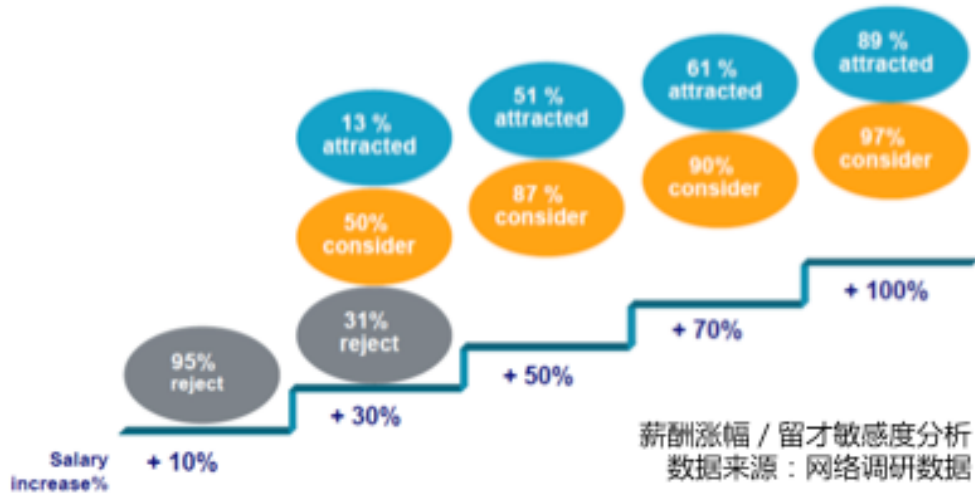 13 %
attracted
50%
consider
31%
reject
51 %
attracted
87 %
consider
61 %
attracted
90%
consider
89 %
attracted
97%
consider
95%
reject
Salary
increase%
+ 10%
+ 30%
+ 50%
+ 70%
+ 100%
薪酬涨幅 / 留才敏感度分析
数据来源：网络调研数据